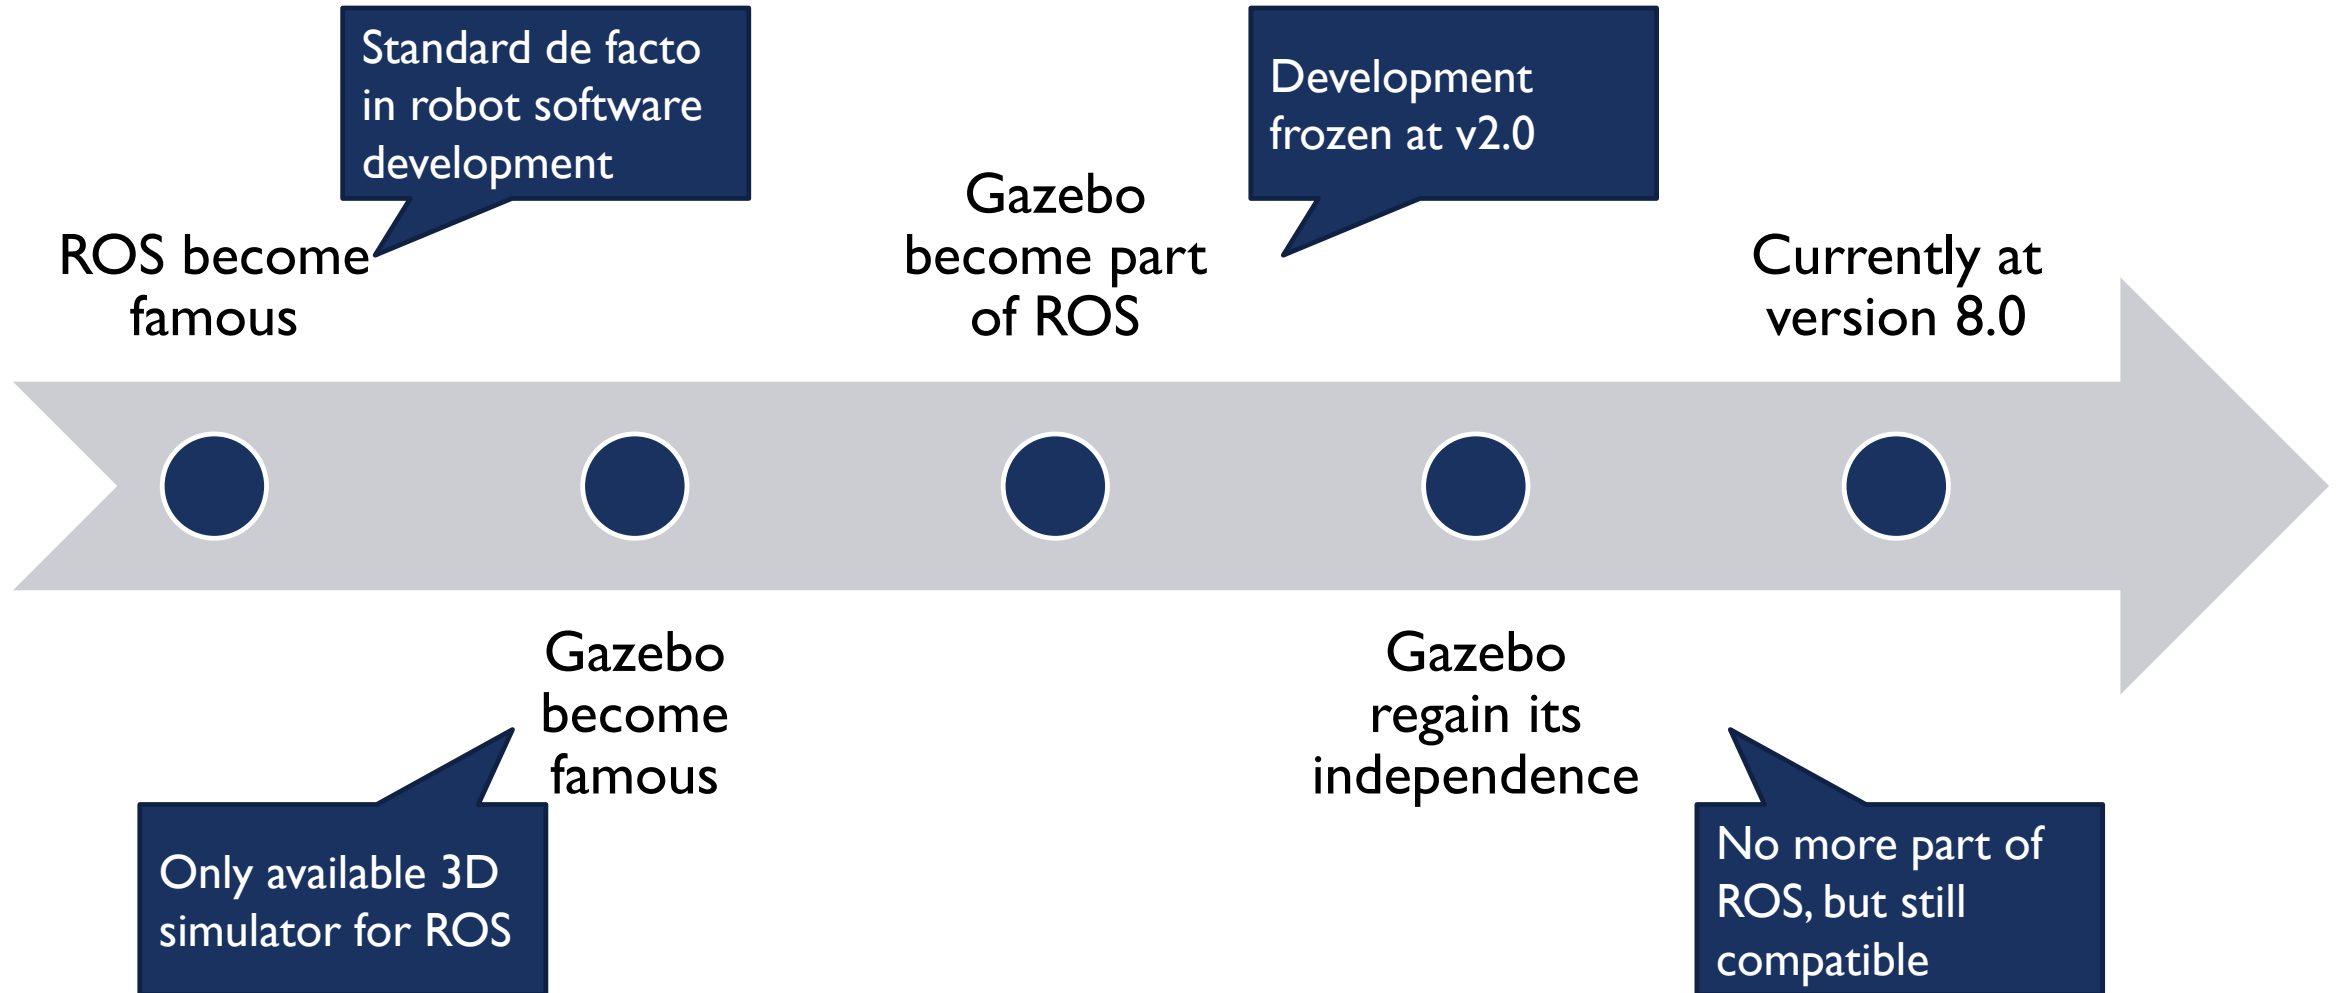 Standard de facto
in robot software
development
ROS become
famous
Only available 3D
simulator for ROS
Gazebo
become
famous
Gazebo
become part
of ROS
Development
frozen at v2.0
Gazebo
regain its
independence
No more part of
ROS, but still
compatible
Currently at
version 8.0